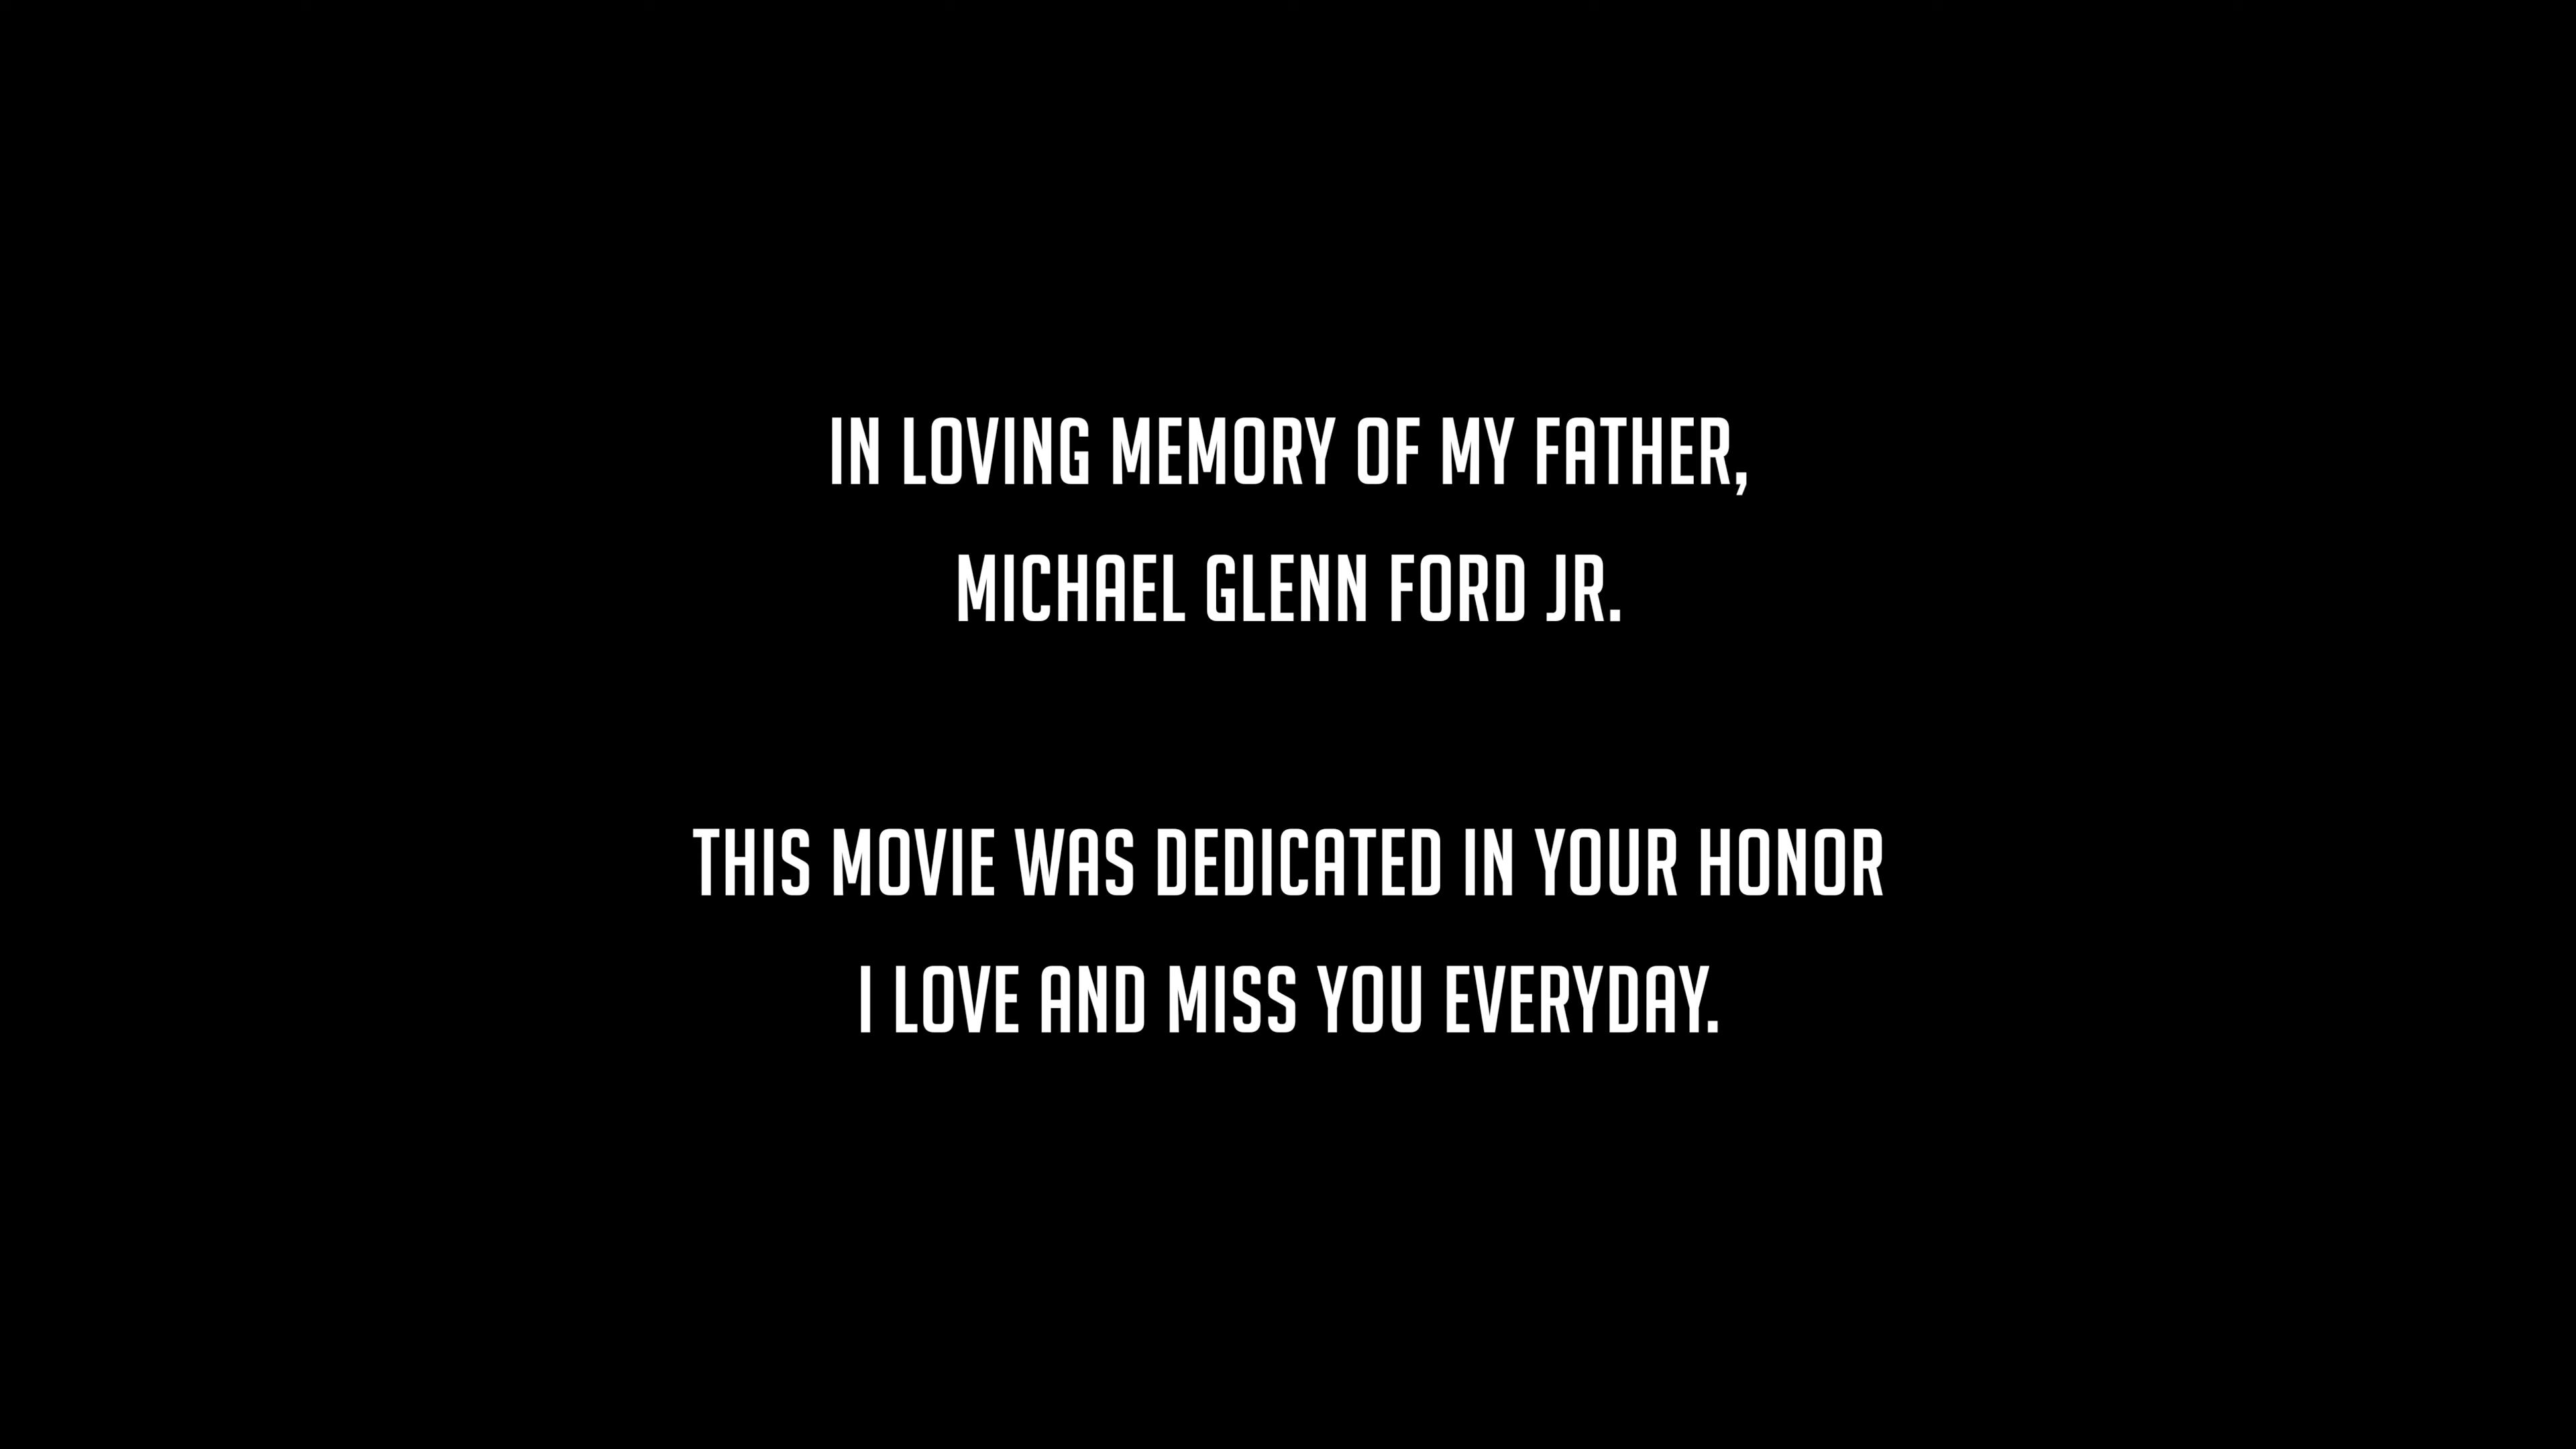 IN LOVING MEMORY OF MY FATHER,
MICHAEL GLENN FORD JR.
THIS MOVIE WAS DEDICATED IN YOUR HONOR
I LOVE AND MISS YOU EVERYDAY.